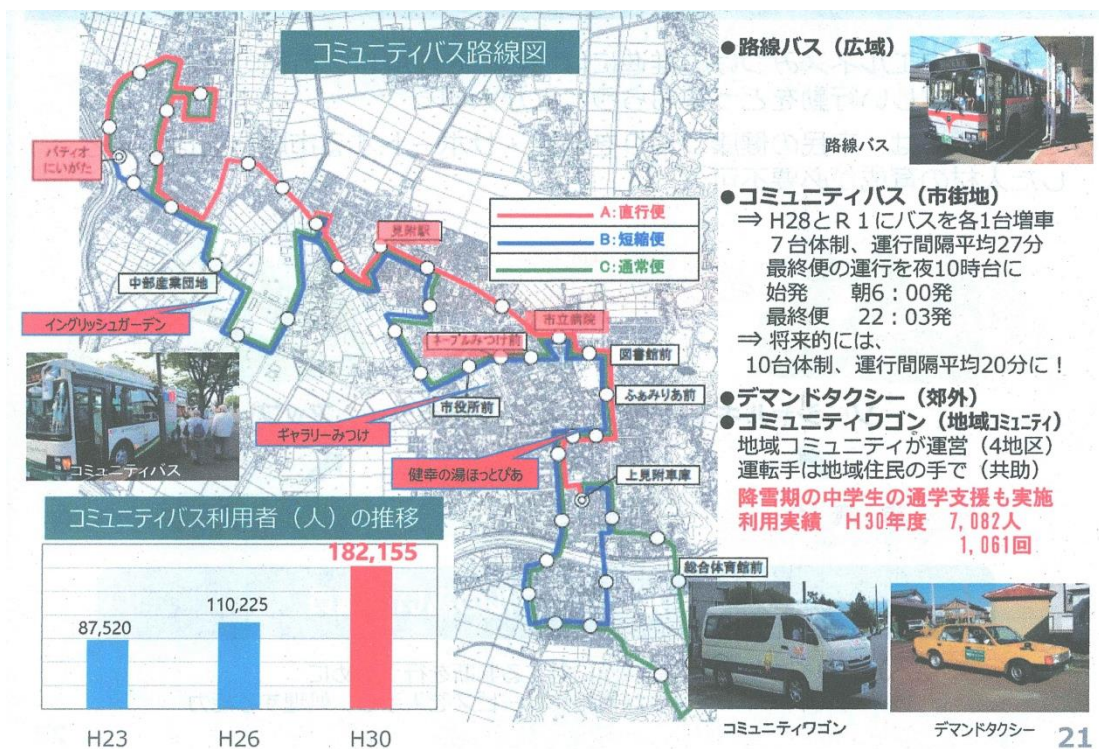 コミュニティバス路線図
パティオ
にいがた
中部産業団地
イングリッシュガーデン
見附駅
A:直行便
B:短縮便
C:通常便
市立病院
ネーブルみつけ前
図書館前
市役所前
ふぁみりあ前
ギャラリーみつけ
健幸の湯ほっとぴあ
上見附車庫
総合体育館前
コミュニティバス
コミュニティバス利用者(人)の推移
87,520
110,225
182,155
H23
H26
H30
●路線バス(広域)
路線バス
●コミュニティバス(市街地)
⇒ H28とR1にバスを各1台増車
7台体制、運行間隔平均27分
最終便の運行を夜10時台に
始発 朝6:00発
最終便 22:03発
⇒ 将来的には、
10台体制、運行間隔平均20分に!
●デマンドタクシー(郊外)
●コミュニティワゴン(地域コミュニティ)
地域コミュニティが運営(4地区)
運転手は地域住民の手で(共助)
降雪期の中学生の通学支援も実施
利用実績 H30年度 7,082人
1,061回
コミュニティワゴン
デマンドタクシー
21